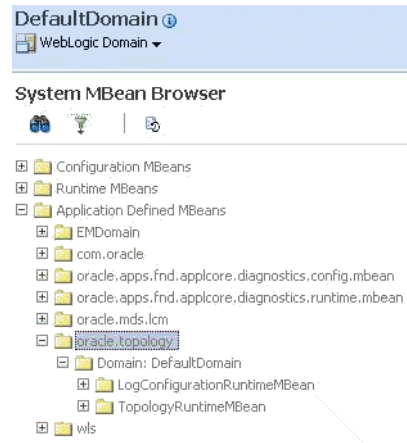 DefaultDomain
WebLogic Domain
System MBean Browser
Configuration MBeans
Runtime MBeans
Application Defined MBeans
EMDomain
com.oracle
oracle.apps.fnd.applcore.diagnostics.config.mbean
oracle.apps.fnd.applcore.diagnostics.runtime.mbean
oracle.mds.lcm
oracle.topology
Domain: DefaultDomain
LogConfigurationRuntimeMBean
TopologyRuntimeMBean
wls